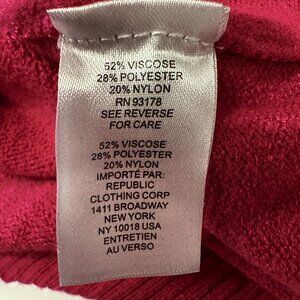 52% VISCOSE
28% POLYESTER
20% NYLON
RN 93178
SEE REVERSE
FOR CARE
52% VISCOSE
28% POLYESTER
20% NYLON
IMPORTÉ PAR:
REPUBLIC
CLOTHING CORP
1411 BROADWAY
NEW YORK
NY 10018 USA
ENTRETIEN
AU VERSO